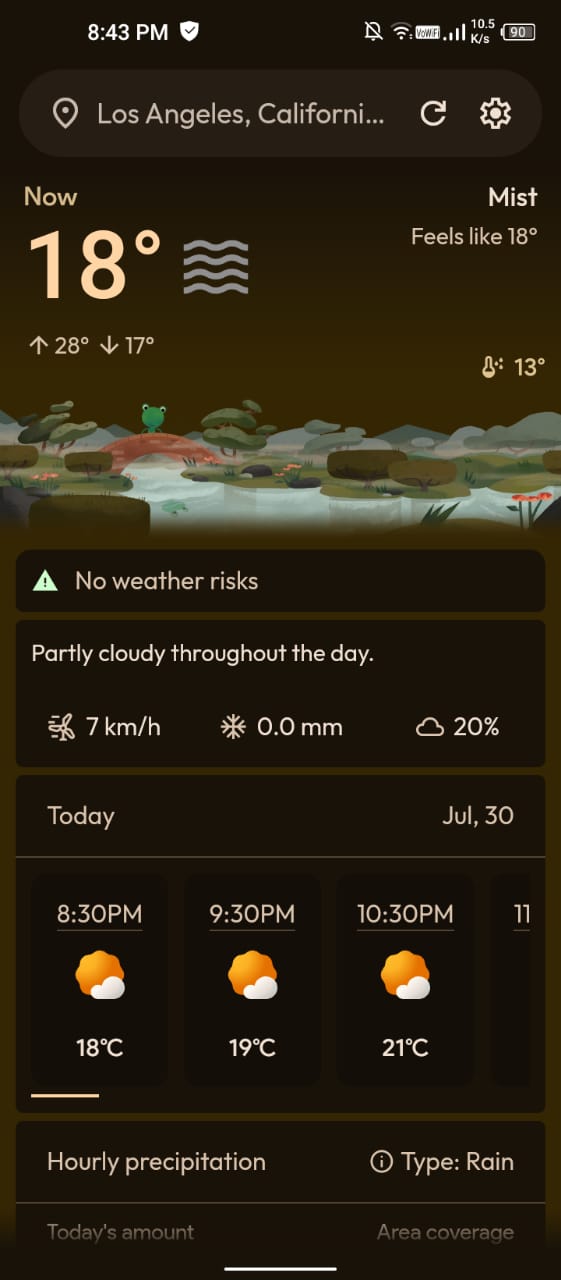 8:43 PM
VoWiFi
10.5
K/s
90
Los Angeles, Californi...
Now
Mist
18°
Feels like 18°
↑ 28° ↓ 17°
13°
No weather risks
Partly cloudy throughout the day.
7 km/h
0.0 mm
20%
Today
Jul, 30
8:30PM
9:30PM
10:30PM
11
18°C
19°C
21°C
Hourly precipitation
Type: Rain
Today's amount
Area coverage